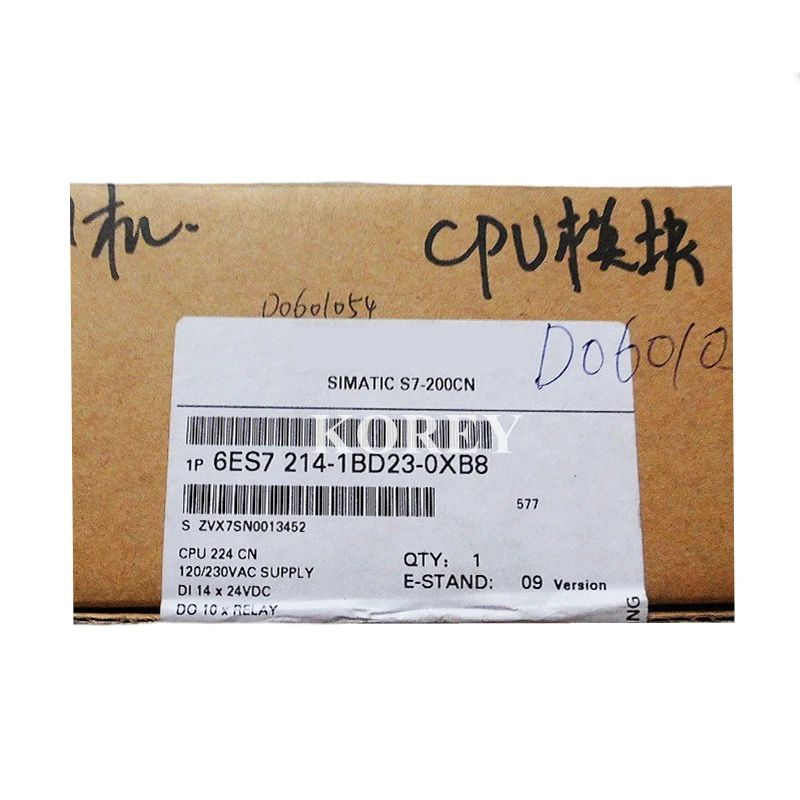 机.
CPU模块
D0601054
D06010
SIMATIC S7-200CN
KOREY
1P 6ES7 214-1BD23-0XB8
577
S ZVX7SN0013452
CPU 224 CN
QTY: 1
120/230VAC SUPPLY
E-STAND: 09 Version
DI 14 x 24VDC
DO 10 x RELAY
NG